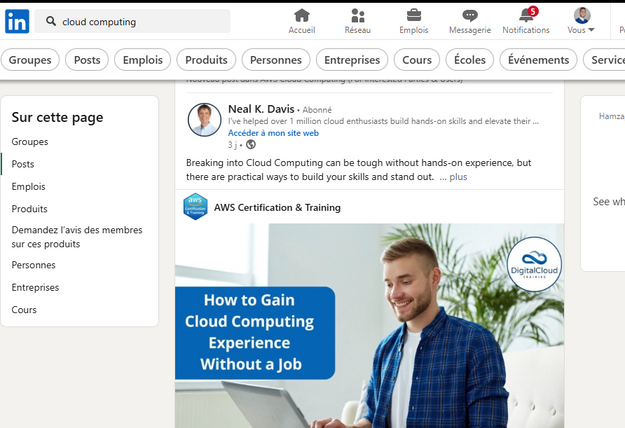 in
cloud computing
Accueil
Réseau
Emplois
Messagerie
5
Notifications
Vous
Groupes
Posts
Emplois
Produits
Personnes
Entreprises
Cours
Écoles
Événements
Service
Sur cette page
Groupes
Posts
Emplois
Produits
Demandez l'avis des membres
sur ces produits
Personnes
Entreprises
Cours
Nouveau post dans AWS Cloud Computing (For Interested Parties & Users)
Neal K. Davis • Abonné
I've helped over 1 million cloud enthusiasts build hands-on skills and elevate their ...
Accéder à mon site web
3 j •
Breaking into Cloud Computing can be tough without hands-on experience, but
there are practical ways to build your skills and stand out. ... plus
aws
AWS Certification & Training
DigitalCloud
TRAINING
How to Gain
Cloud Computing
Experience
Without a Job
Hamza
See wh